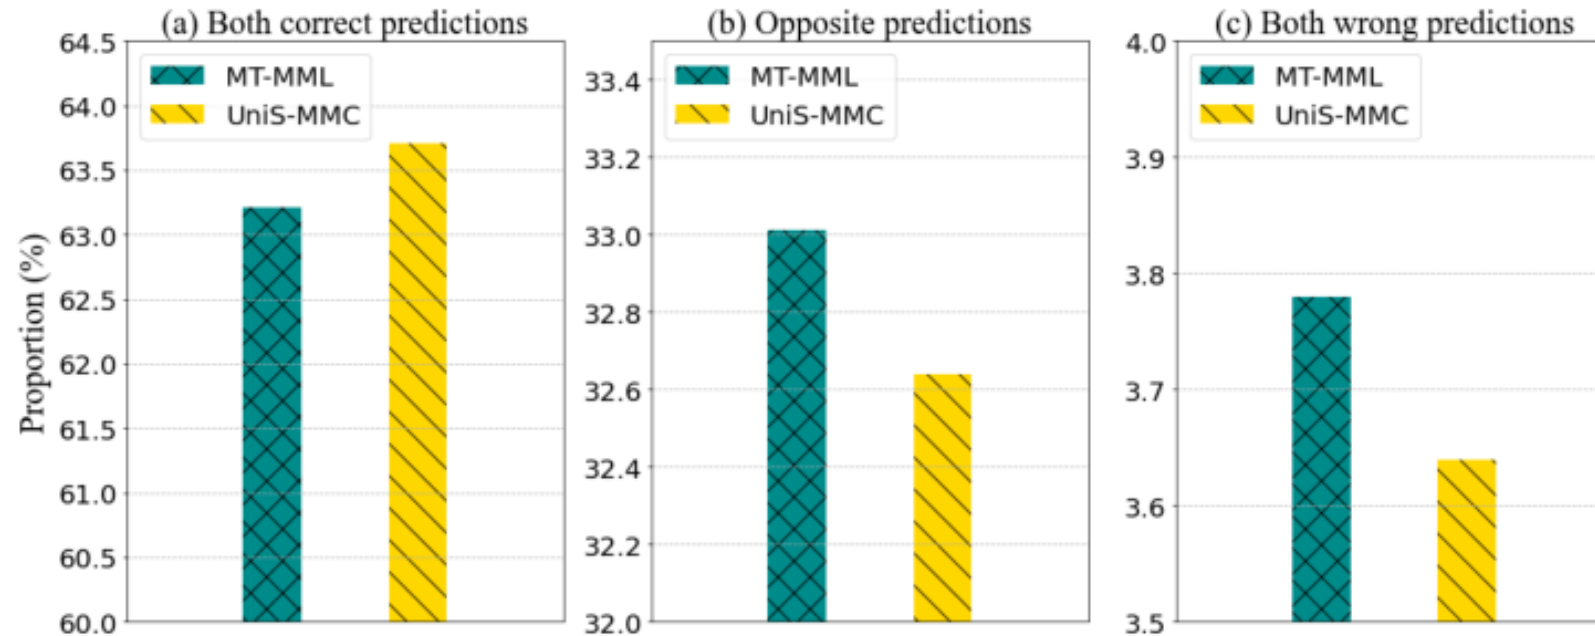 (a) Both correct predictions
64.5
64.0
63.5
63.0
62.5
62.0
61.5
61.0
60.5
60.0
Proportion (%)
MT-MML
UniS-MMC
(b) Opposite predictions
33.4
33.2
33.0
32.8
32.6
32.4
32.2
32.0
MT-MML
UniS-MMC
(c) Both wrong predictions
4.0
3.9
3.8
3.7
3.6
3.5
MT-MML
UniS-MMC